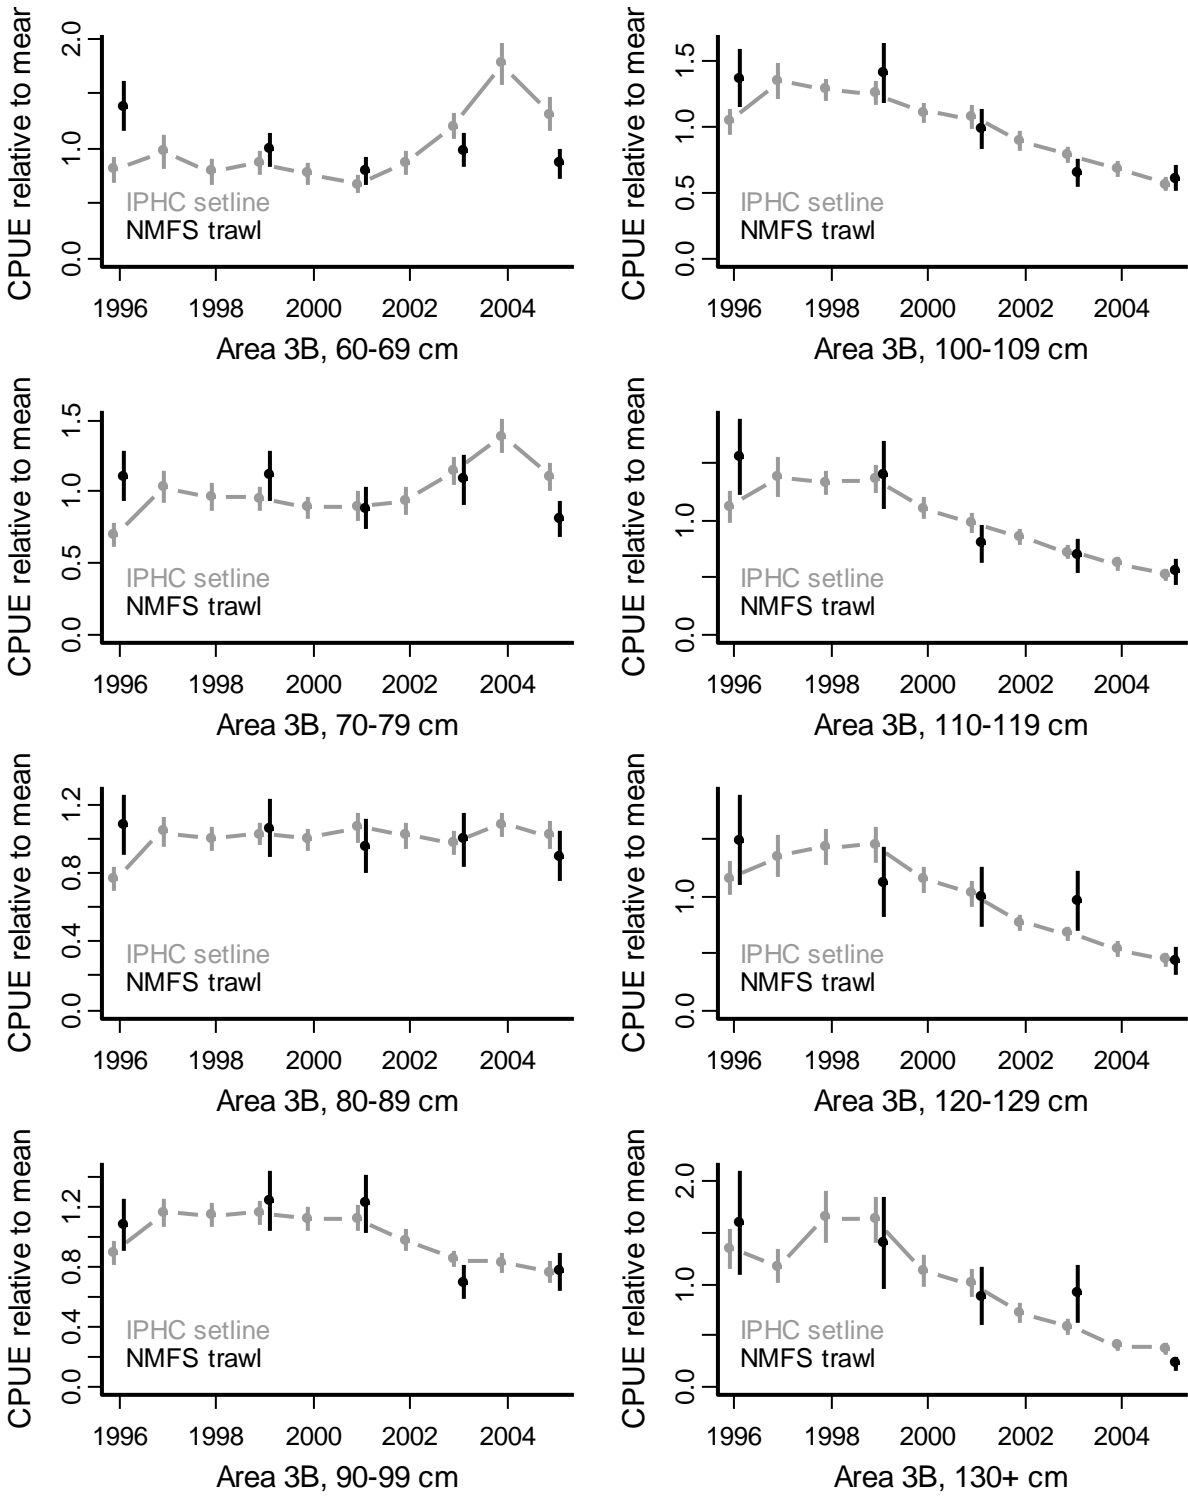 CPUE relative to mear
2.0
1.0
0.0
IPHC setline
NMFS trawl
1996 1998 2000 2002 2004
Area 3B, 60-69 cm
CPUE relative to mear
1.5
1.0
0.5
0.0
IPHC setline
NMFS trawl
1996 1998 2000 2002 2004
Area 3B, 100-109 cm
CPUE relative to mean
1.5
1.0
0.5
0.0
IPHC setline
NMFS trawl
1996 1998 2000 2002 2004
Area 3B, 70-79 cm
CPUE relative to mean
1.0
0.0
IPHC setline
NMFS trawl
1996 1998 2000 2002 2004
Area 3B, 110-119 cm
CPUE relative to mean
1.2
0.8
0.4
0.0
IPHC setline
NMFS trawl
1996 1998 2000 2002 2004
Area 3B, 80-89 cm
CPUE relative to mean
1.0
0.0
IPHC setline
NMFS trawl
1996 1998 2000 2002 2004
Area 3B, 120-129 cm
CPUE relative to mean
1.2
0.8
0.4
0.0
IPHC setline
NMFS trawl
1996 1998 2000 2002 2004
Area 3B, 90-99 cm
CPUE relative to mean
2.0
1.0
0.0
IPHC setline
NMFS trawl
1996 1998 2000 2002 2004
Area 3B, 130+ cm